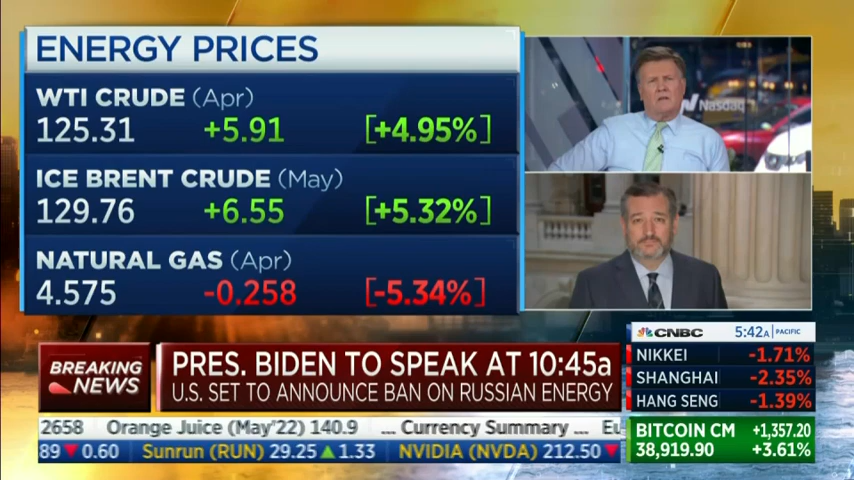 ENERGY PRICES
WTI CRUDE (Apr)
125.31 +5.91 [+4.95%]
ICE BRENT CRUDE (May)
129.76 +6.55 [+5.32%]
NATURAL GAS (Apr)
4.575 -0.258 [-5.34%]
Nasdaq
BREAKING NEWS
PRES. BIDEN TO SPEAK AT 10:45a
U.S. SET TO ANNOUNCE BAN ON RUSSIAN ENERGY
CNBC 5:42A PACIFIC
NIKKEI -1.71%
SHANGHAI -2.35%
HANG SENG -1.39%
BITCOIN CM +1,357.20
38,919.90 +3.61%
2658 Orange Juice (May'22) 140.9 ... Currency Summary ... Eu
89 ▼ 0.60 Sunrun (RUN) 29.25 ▲ 1.33 NVIDIA (NVDA) 212.50 ▼